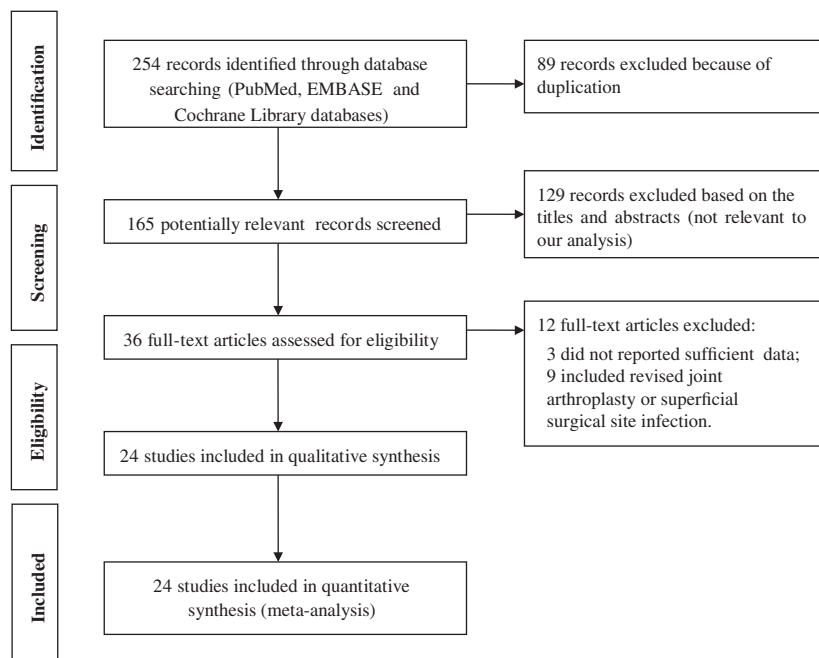 Identification
254 records identified through database
searching (PubMed, EMBASE and
Cochrane Library databases)
89 records excluded because of
duplication
Screening
165 potentially relevant records screened
129 records excluded based on the
titles and abstracts (not relevant to
our analysis)
36 full-text articles assessed for eligibility
12 full-text articles excluded:
3 did not reported sufficient data;
9 included revised joint
arthroplasty or superficial
surgical site infection.
Eligibility
24 studies included in qualitative synthesis
Included
24 studies included in quantitative
synthesis (meta-analysis)